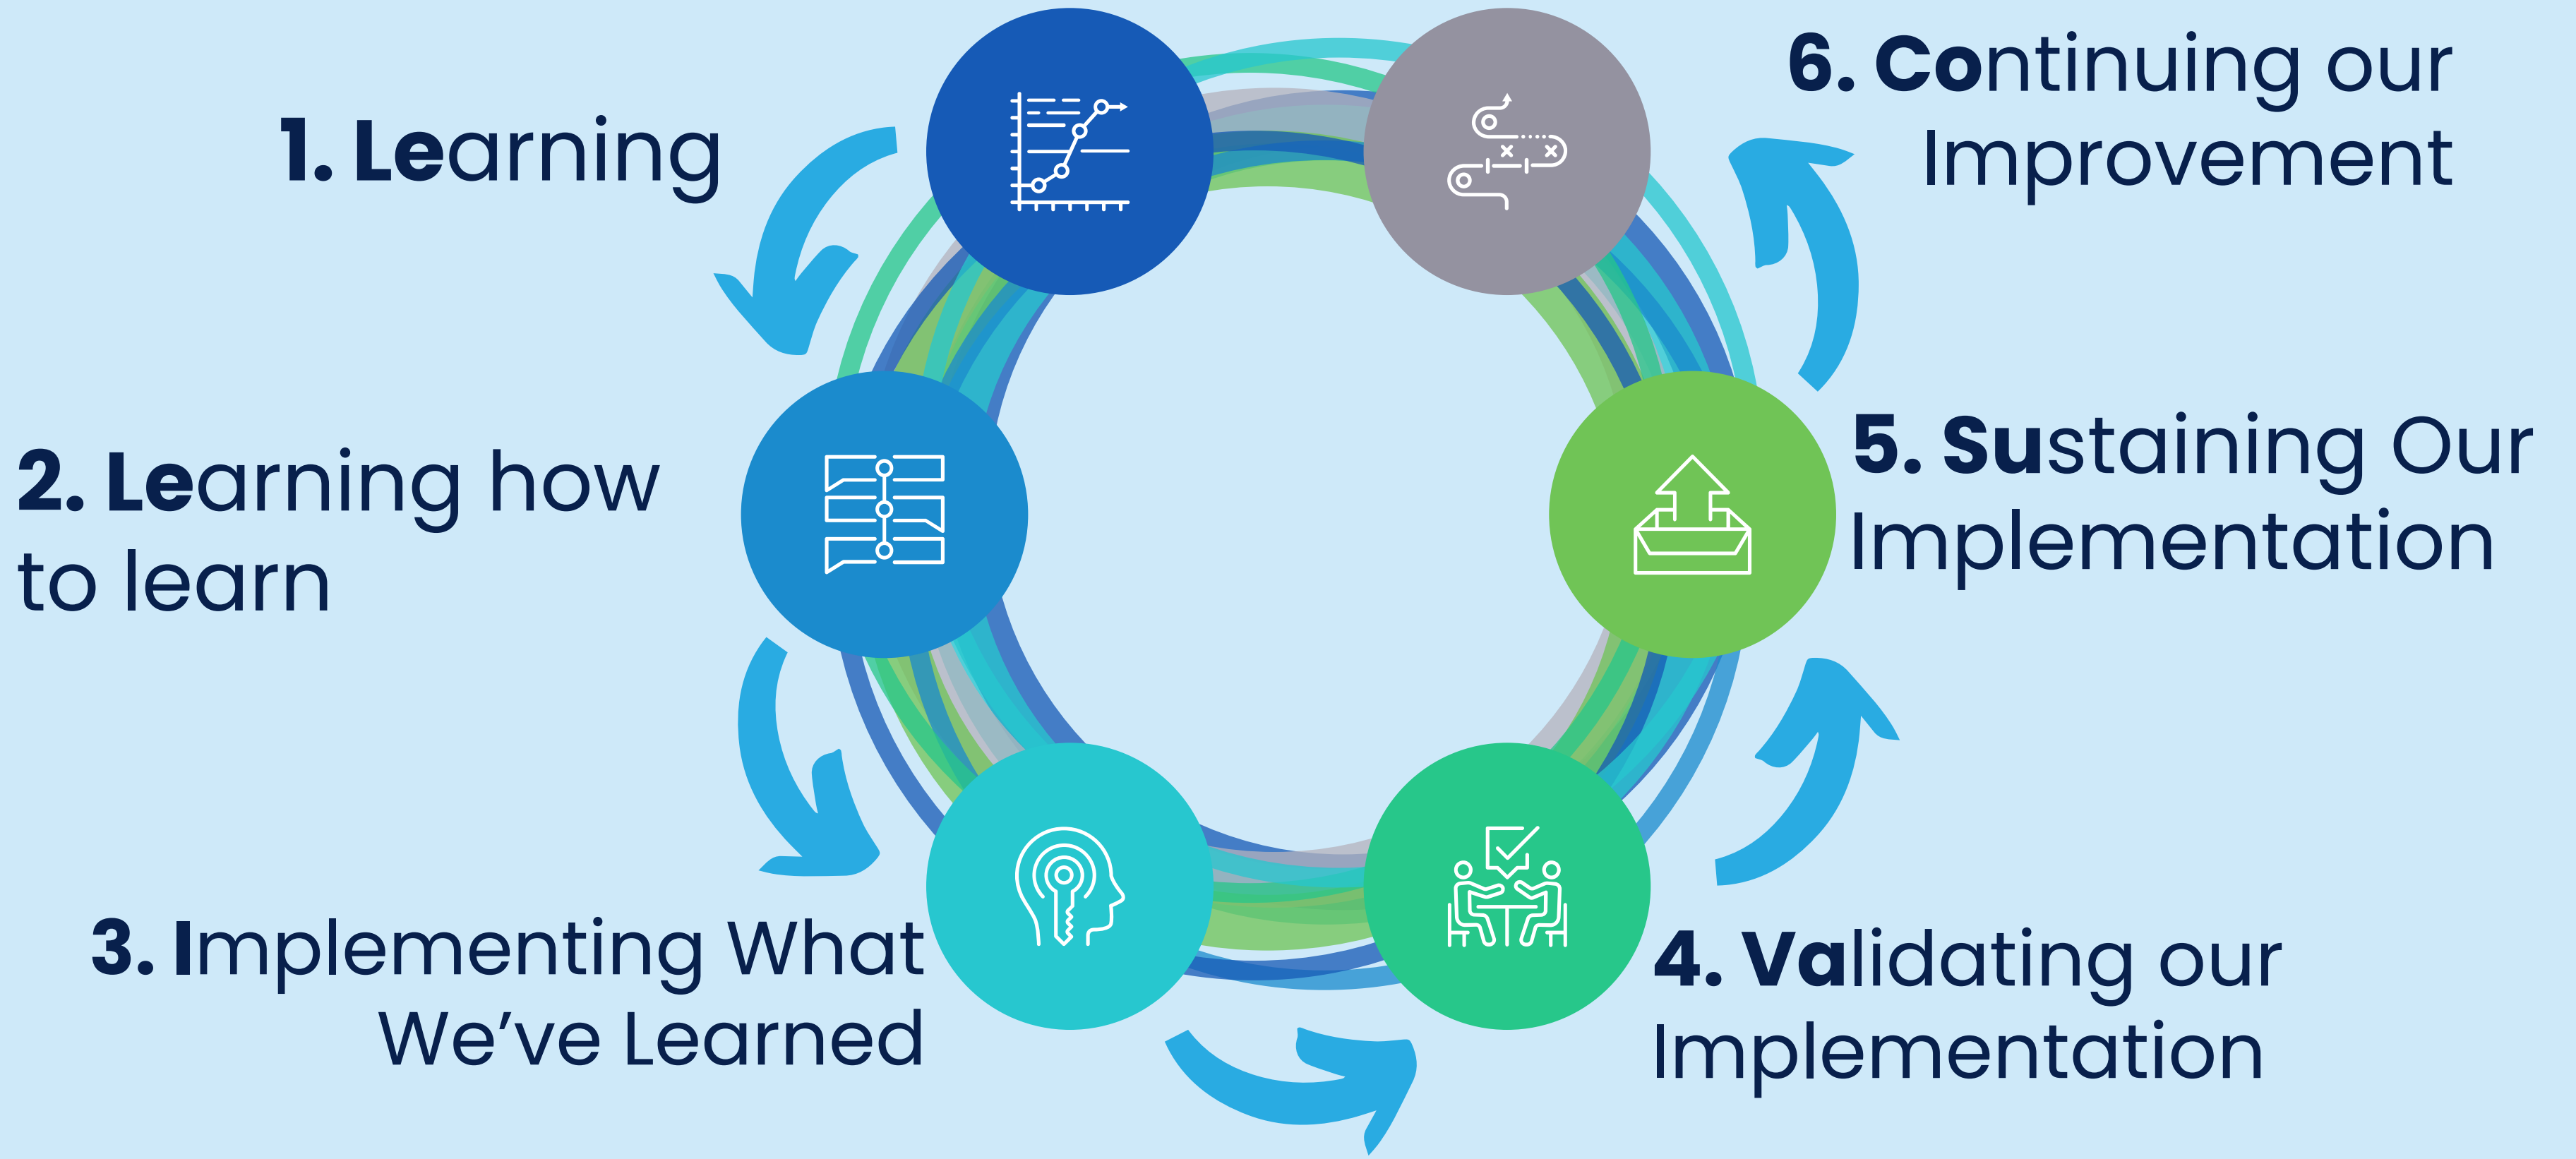 1. Learning
2. Learning how
to learn
3. Implementing What
We’ve Learned
4. Validating our
Implementation
5. Sustaining Our
Implementation
6. Continuing our
Improvement